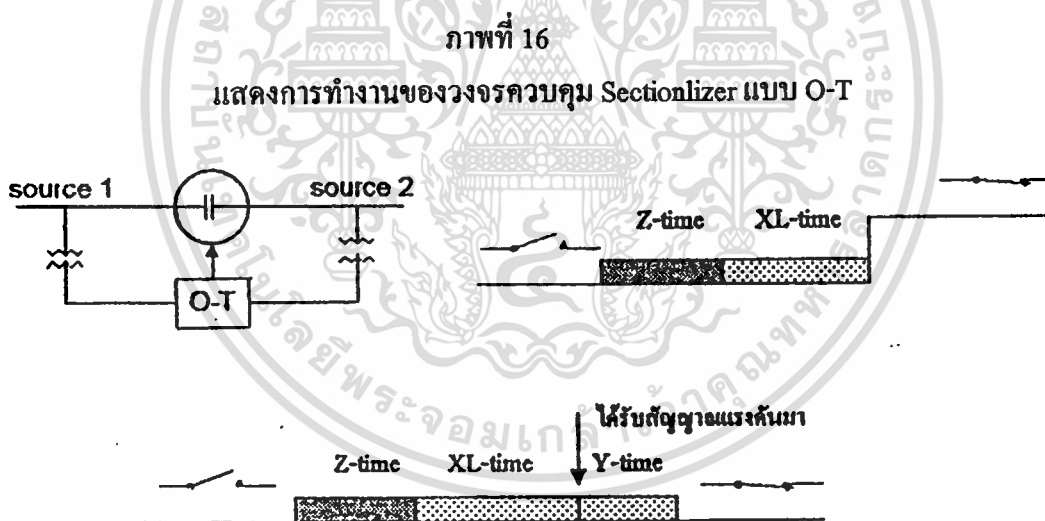 ภาพที่ 16
แสดงการทำงานของวงจรควบคุม Sectionlizer แบบ O-T
source 1
source 2
O-T
Z-time XL-time
ได้รับสัญญาณแรงดันมา
Z-time XL-time Y-time